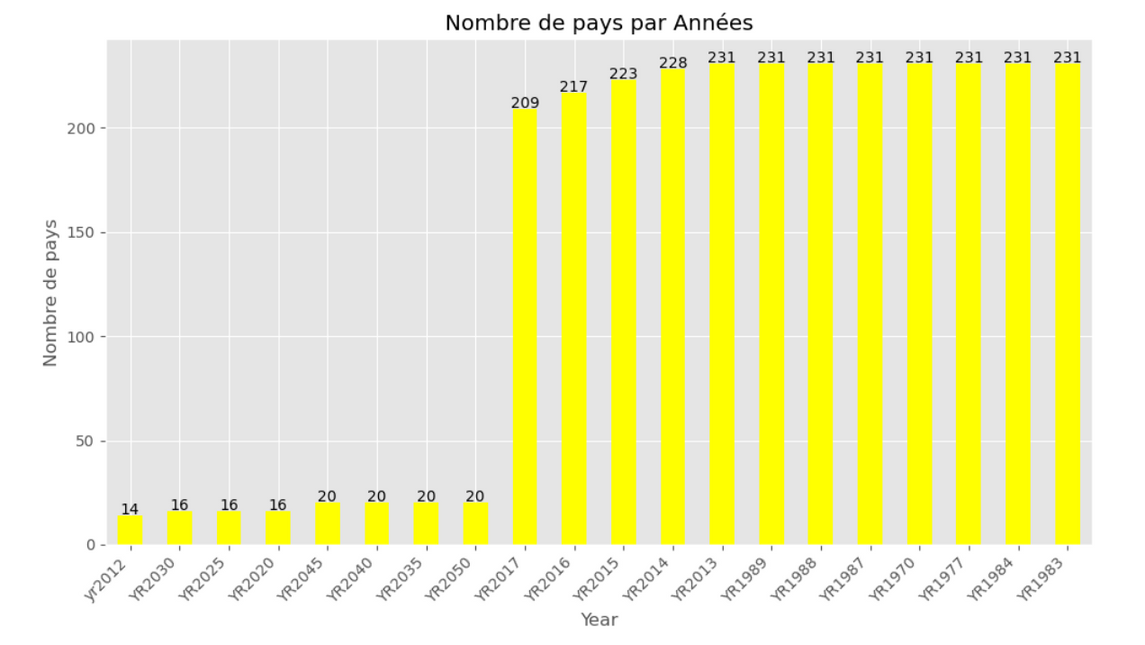 Nombre de pays par Années
Nombre de pays
200
150
100
50
0
14
16
16
16
20
20
20
20
209
217
223
228
231
231
231
231
231
231
231
231
yr2012
YR2030
YR2025
YR2020
YR2045
YR2040
YR2035
YR2050
YR2017
YR2016
YR2015
YR2014
YR2013
YR1989
YR1988
YR1987
YR1970
YR1977
YR1984
YR1983
Year